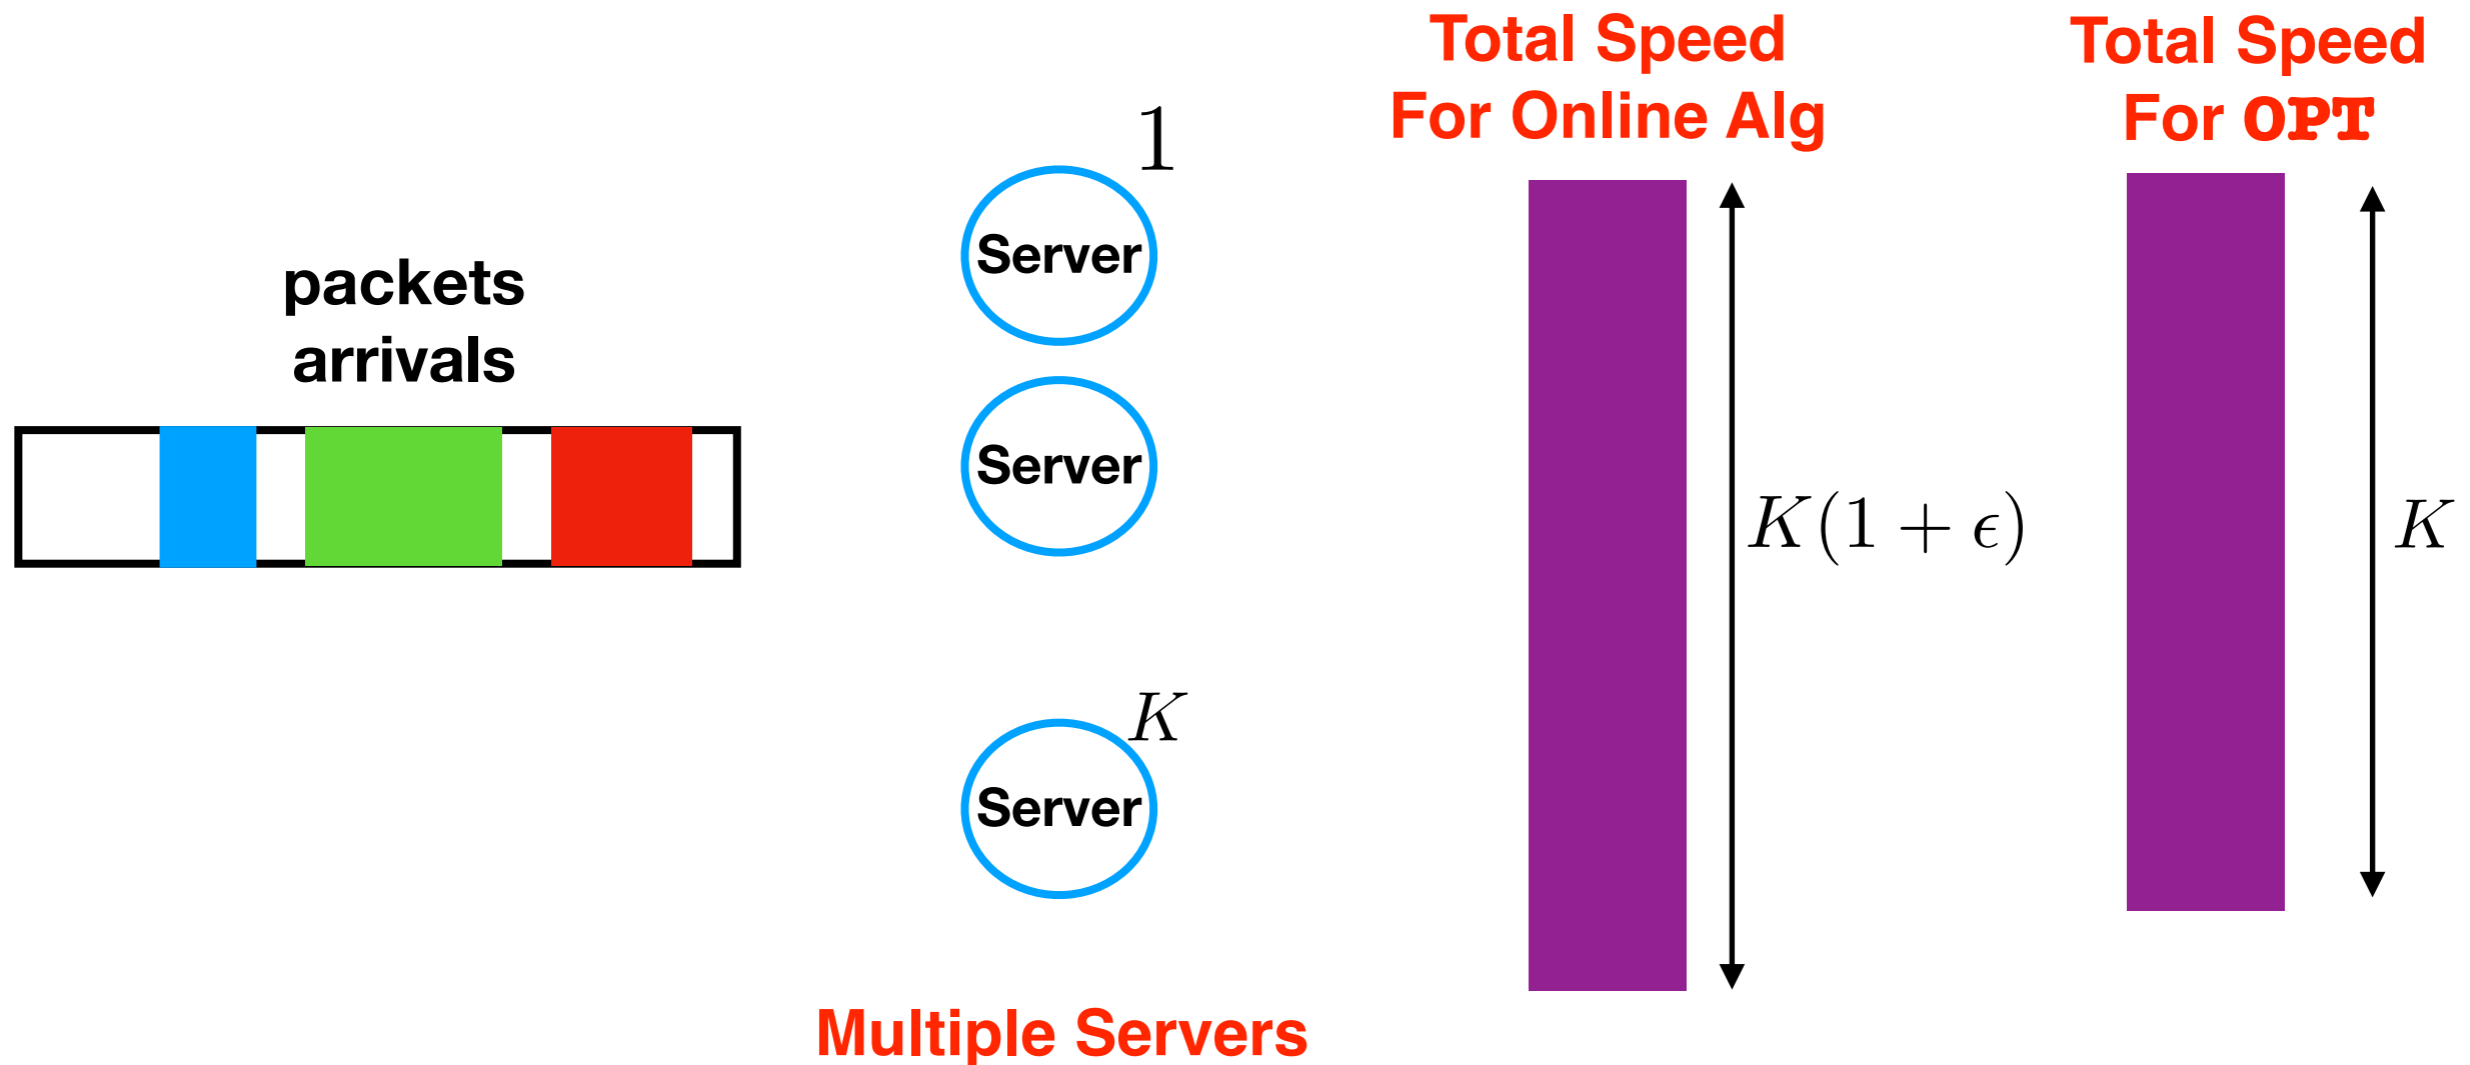 packets
arrivals
1
Server
Server
K
Server
Multiple Servers
Total Speed
For Online Alg
K(1 + ϵ)
Total Speed
For OPT
K